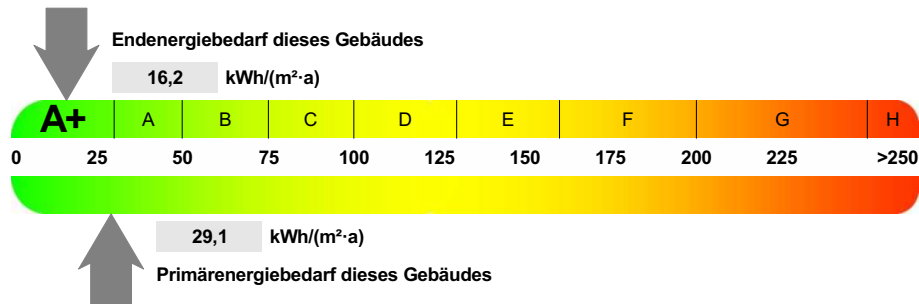 Endenergiebedarf dieses Gebäudes
16,2 kWh/(m²·a)
A+ A B C D E F G H
0 25 50 75 100 125 150 175 200 225 >250
29,1 kWh/(m²·a)
Primärenergiebedarf dieses Gebäudes